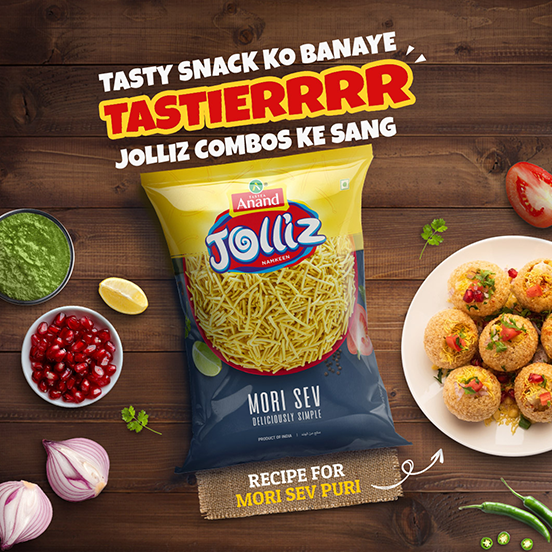 TASTY SNACK KO BANAYE
TASTIERRRR
JOLLIZ COMBOS KE SANG
Anand
JOLLIZ
NAMKEEN
MORI SEV
DELICIOUSLY SIMPLE
PRODUCT OF INDIA
RECIPE FOR
MORI SEV PURI